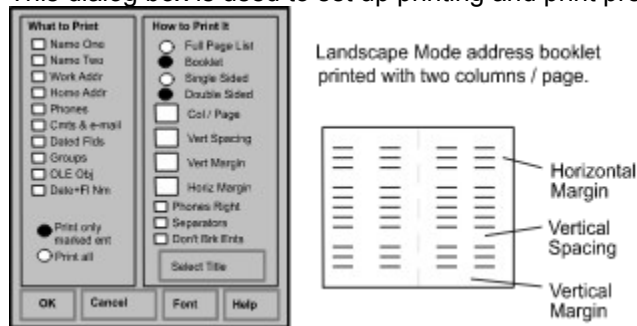 This dialog box is used to set up printing and print pre
What to Print
Name One
Name Two
Work Addr
Home Addr
Phones
Cmts & e-mail
Dated Flds
Groups
OLE Obj
Date+Fl Nm
Print only
marked ent
Print all
How to Print It
Full Page List
Booklet
Single Sided
Double Sided
Col / Page
Vert Spacing
Vert Margin
Horiz Margin
Phones Right
Separators
Don't Brk Ents
Select Title
OK
Cancel
Font
Help
Landscape Mode address booklet
printed with two columns / page.
Horizontal
Margin
Vertical
Spacing
Vertical
Margin